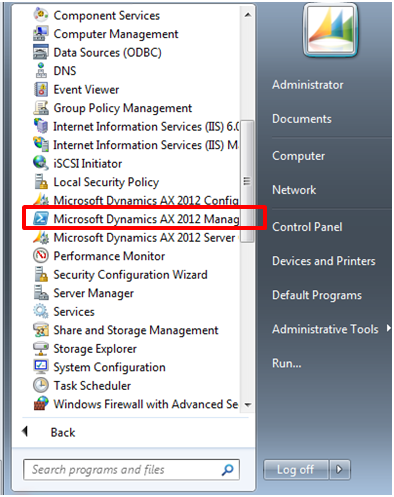 Component Services
Computer Management
Data Sources (ODBC)
DNS
Event Viewer
Group Policy Management
Internet Information Services (IIS) 6.0
Internet Information Services (IIS) M
iSCSI Initiator
Local Security Policy
Microsoft Dynamics AX 2012 Config
Microsoft Dynamics AX 2012 Manag
Microsoft Dynamics AX 2012 Server
Performance Monitor
Security Configuration Wizard
Server Manager
Services
Share and Storage Management
Storage Explorer
System Configuration
Task Scheduler
Windows Firewall with Advanced Se
Back
Search programs and files
Administrator
Documents
Computer
Network
Control Panel
Devices and Printers
Default Programs
Administrative Tools
Run...
Log off